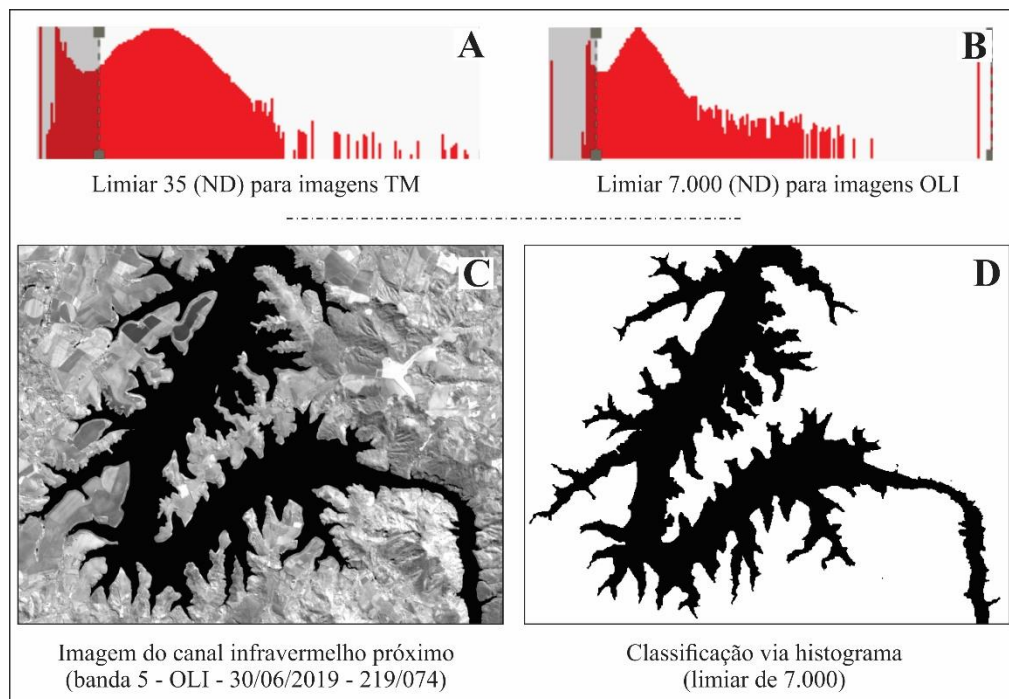 A
B
Limiar 35 (ND) para imagens TM
Limiar 7.000 (ND) para imagens OLI
C
D
Imagem do canal infravermelho próximo
(banda 5 - OLI - 30/06/2019 - 219/074)
Classificação via histograma
(limiar de 7.000)